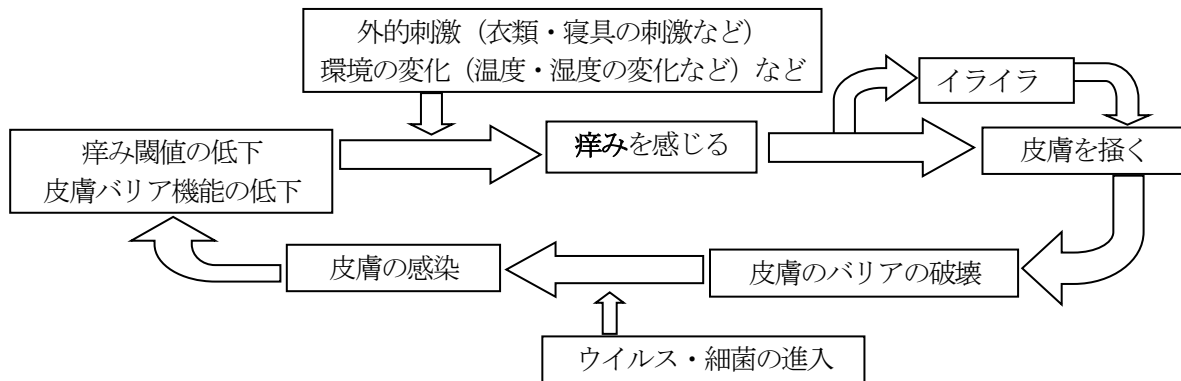 外的刺激（衣類・寝具の刺激など）
環境の変化（温度・湿度の変化など）など
イライラ
痒み閾値の低下
皮膚バリア機能の低下
痒みを感じる
皮膚を掻く
皮膚の感染
皮膚のバリアの破壊
ウイルス・細菌の進入